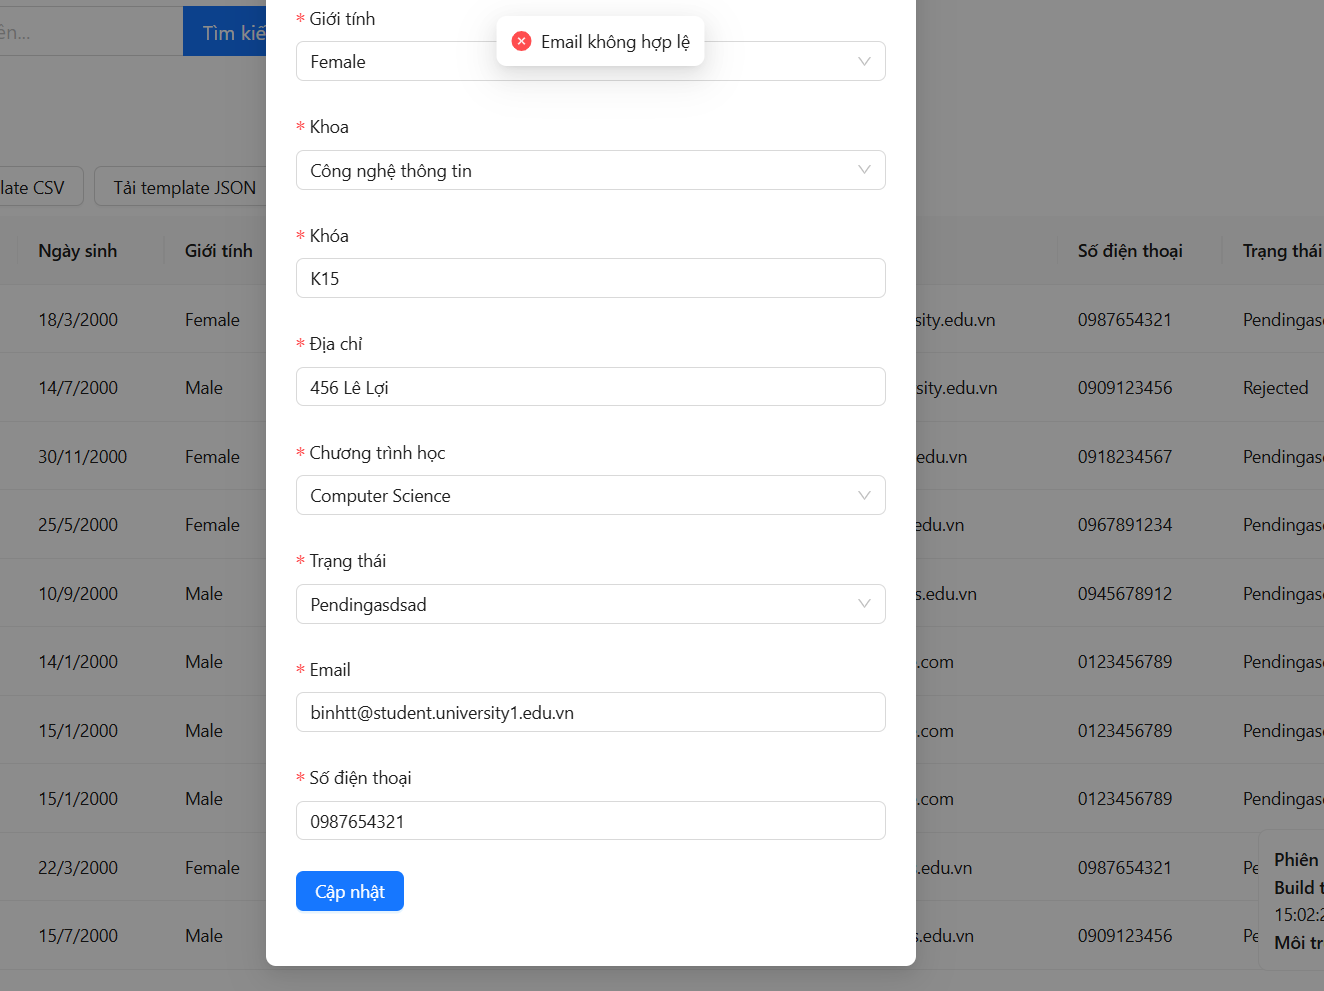 * Giới tính
Email không hợp lệ
Female
* Khoa
Công nghệ thông tin
* Khóa
K15
* Địa chỉ
456 Lê Lợi
* Chương trình học
Computer Science
* Trạng thái
Pendingasdsad
* Email
binhtt@student.university1.edu.vn
* Số điện thoại
0987654321
Cập nhật
ên...
Tìm kiế
late CSV Tải template JSON
Ngày sinh Giới tính Số điện thoại Trạng thái
18/3/2000 Female sity.edu.vn 0987654321 Pendingas
14/7/2000 Male sity.edu.vn 0909123456 Rejected
30/11/2000 Female edu.vn 0918234567 Pendingas
25/5/2000 Female edu.vn 0967891234 Pendingas
10/9/2000 Male s.edu.vn 0945678912 Pendingas
14/1/2000 Male .com 0123456789 Pendingas
15/1/2000 Male .com 0123456789 Pendingas
15/1/2000 Male .com 0123456789 Pendingas
22/3/2000 Female .edu.vn 0987654321 Pe
15/7/2000 Male s.edu.vn 0909123456 Pe
Phiên
Build t
15:02:2
Môi tr